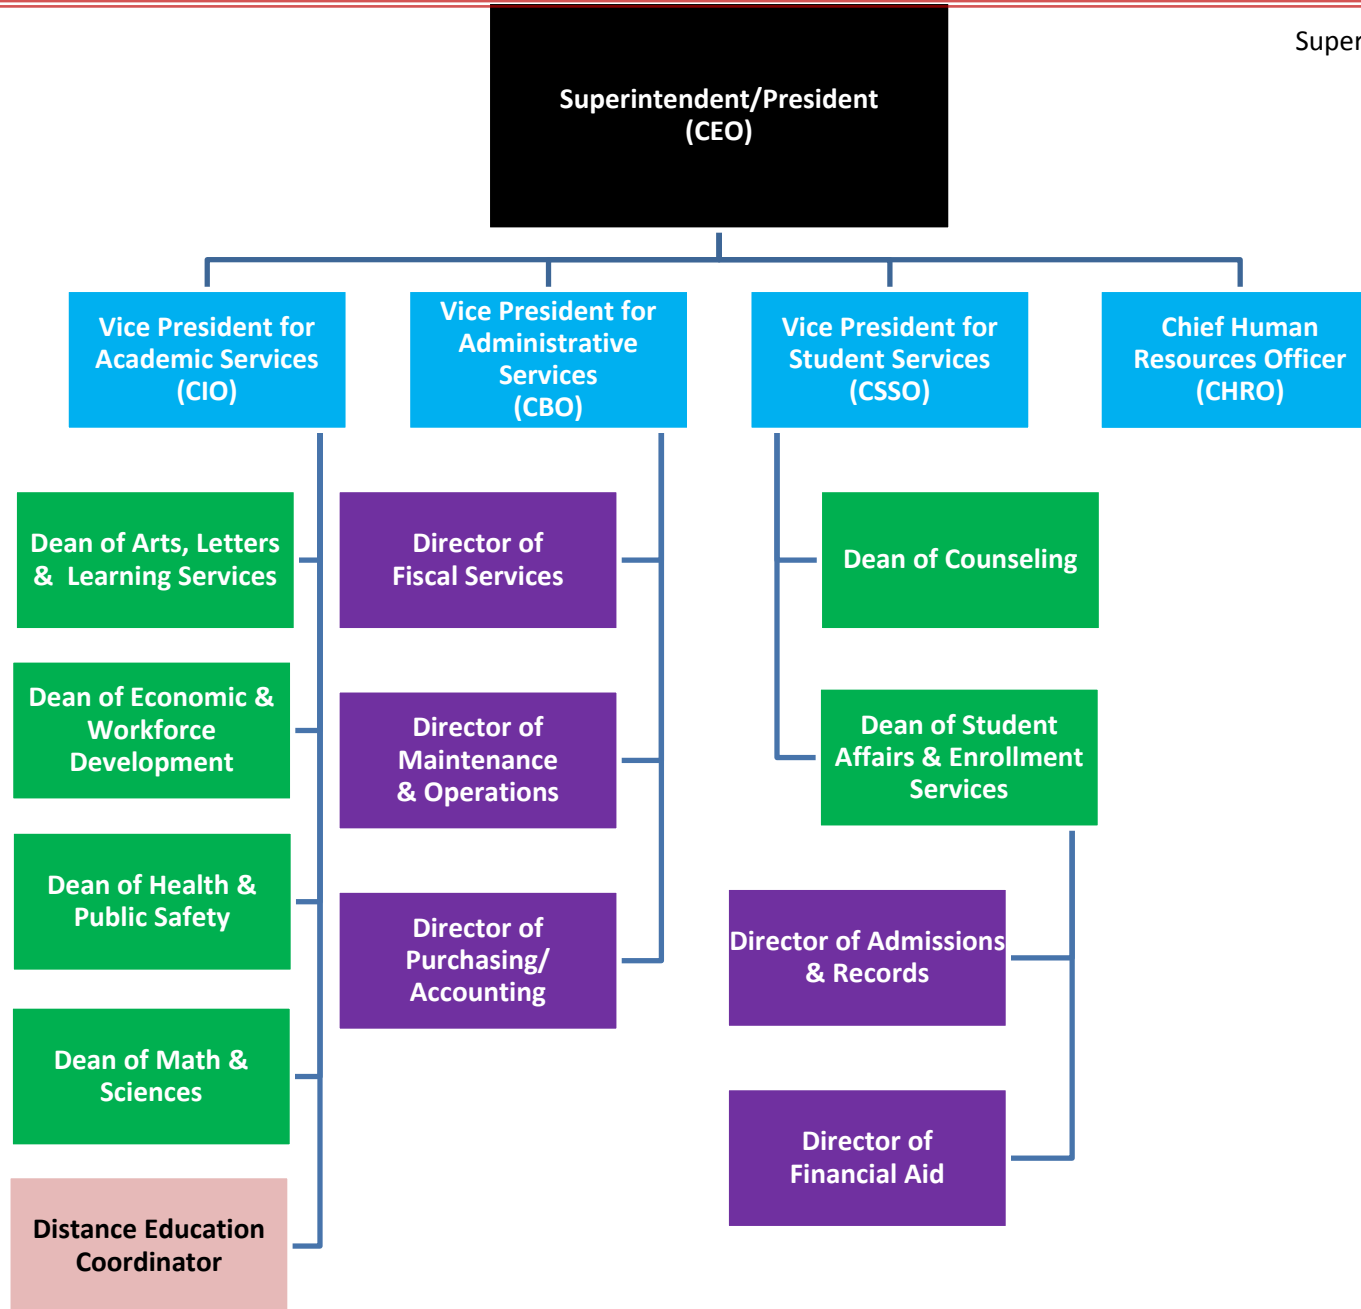 Super
Superintendent/President
(CEO)
Vice President for
Academic Services
(CIO)
Vice President for
Administrative
Services
(CBO)
Vice President for
Student Services
(CSSO)
Chief Human
Resources Officer
(CHRO)
Dean of Arts, Letters
& Learning Services
Dean of Economic &
Workforce
Development
Dean of Health &
Public Safety
Dean of Math &
Sciences
Distance Education
Coordinator
Director of
Fiscal Services
Director of
Maintenance
& Operations
Director of
Purchasing/
Accounting
Dean of Counseling
Dean of Student
Affairs & Enrollment
Services
Director of Admissions
& Records
Director of
Financial Aid